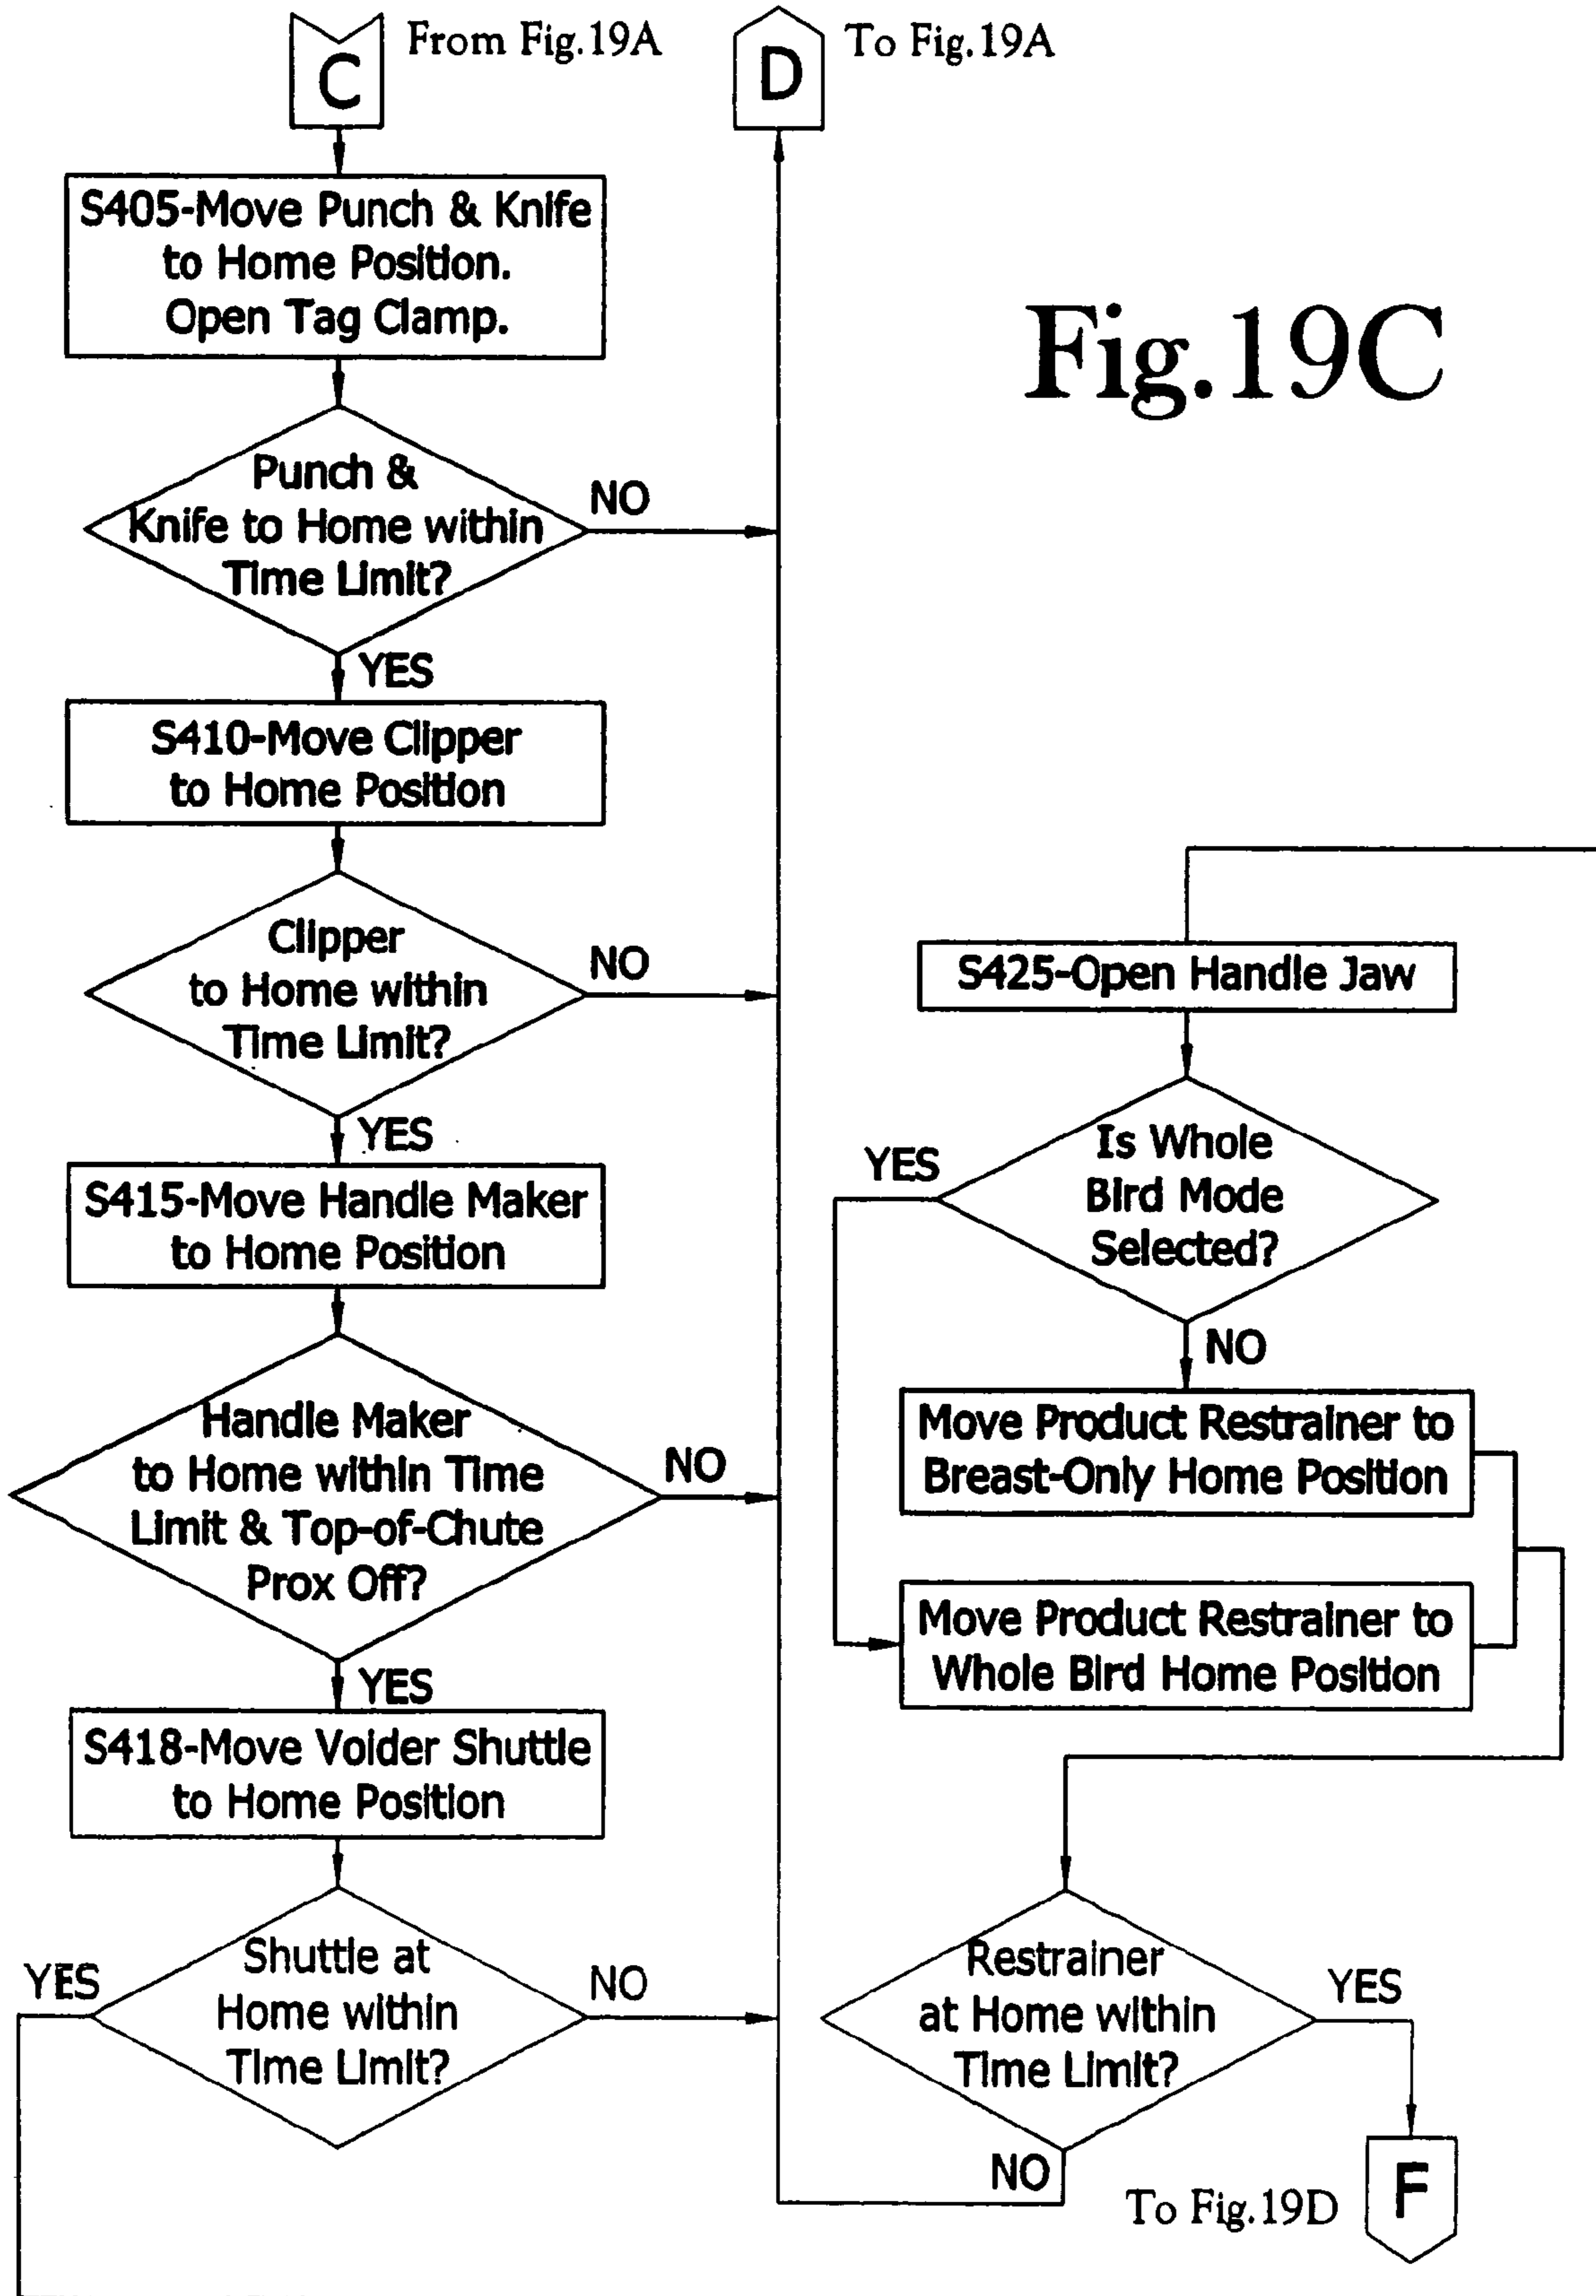 C
From Fig.19A
D
To Fig.19A
Fig.19C
S405-Move Punch & Knife
to Home Position.
Open Tag Clamp.
Punch &
Knife to Home within
Time Limit?
NO
YES
S410-Move Clipper
to Home Position
Clipper
to Home within
Time Limit?
NO
YES
S415-Move Handle Maker
to Home Position
Handle Maker
to Home within Time
Limit & Top-of-Chute
Prox Off?
NO
YES
S418-Move Voider Shuttle
to Home Position
Shuttle at
Home within
Time Limit?
YES
NO
S425-Open Handle Jaw
Is Whole
Bird Mode
Selected?
YES
NO
Move Product Restrainer to
Breast-Only Home Position
Move Product Restrainer to
Whole Bird Home Position
Restrainer
at Home within
Time Limit?
YES
NO
To Fig.19D
F